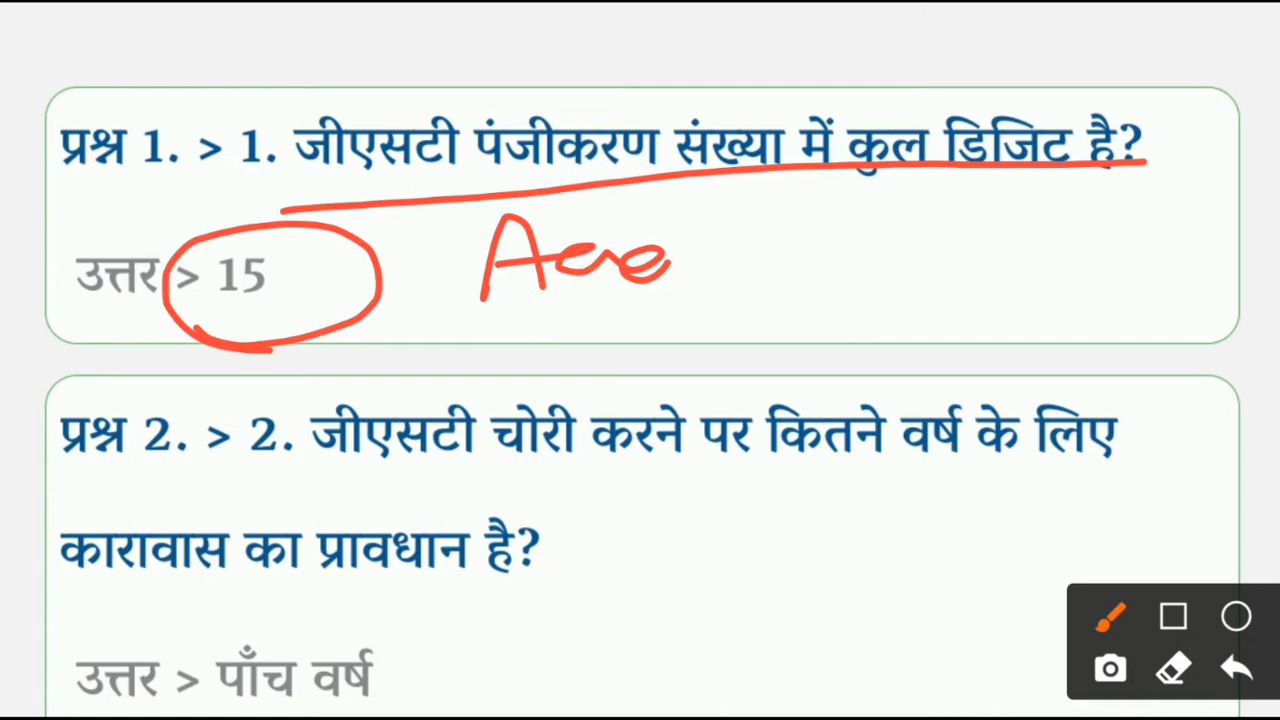 प्रश्न 1. > 1. जीएसटी पंजीकरण संख्या में कुल डिजिट है?
उत्तर > 15
प्रश्न 2. > 2. जीएसटी चोरी करने पर कितने वर्ष के लिए
कारावास का प्रावधान है?
उत्तर > पाँच वर्ष